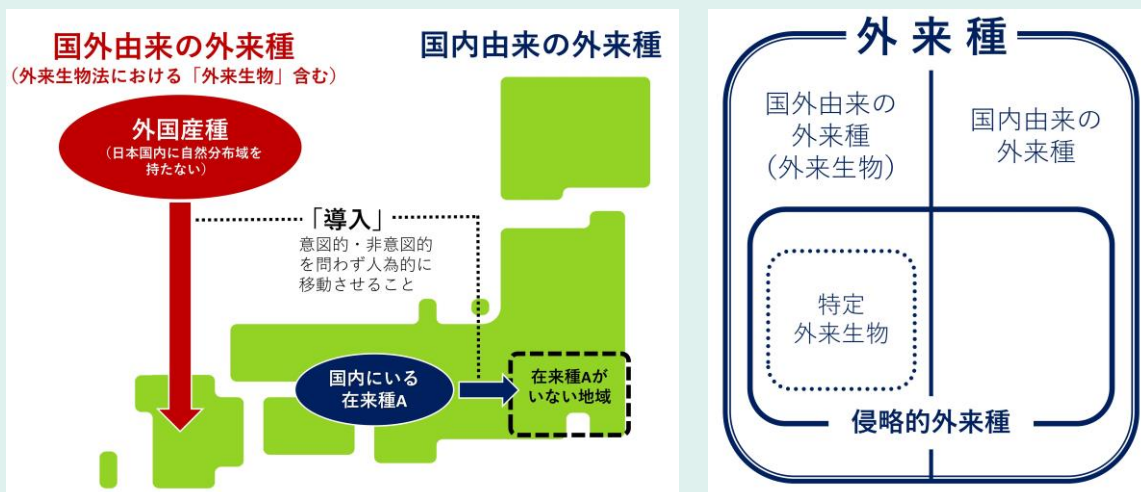 国外由来の外来種
（外来生物法における「外来生物」含む）
外国産種
（日本国内に自然分布域を
持たない）
国内由来の外来種
「導入」
意図的・非意図的
を問わず人為的に
移動させること
国内にいる
在来種A
在来種Aが
いない地域
外来種
国外由来の
外来種
（外来生物）
国内由来の
外来種
特定
外来生物
侵略的外来種